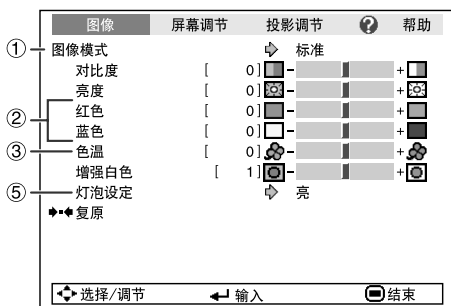 图像 屏幕调节 投影调节 ? 帮助
① 图像模式 标准
对比度 [ 0] - +
亮度 [ 0] - +
② 红色 [ 0] - +
蓝色 [ 0] - +
③ 色温 [ 0] - +
增强白色 [ 1] - +
⑤ 灯泡设定 亮
复原
选择/调节 输入 结束